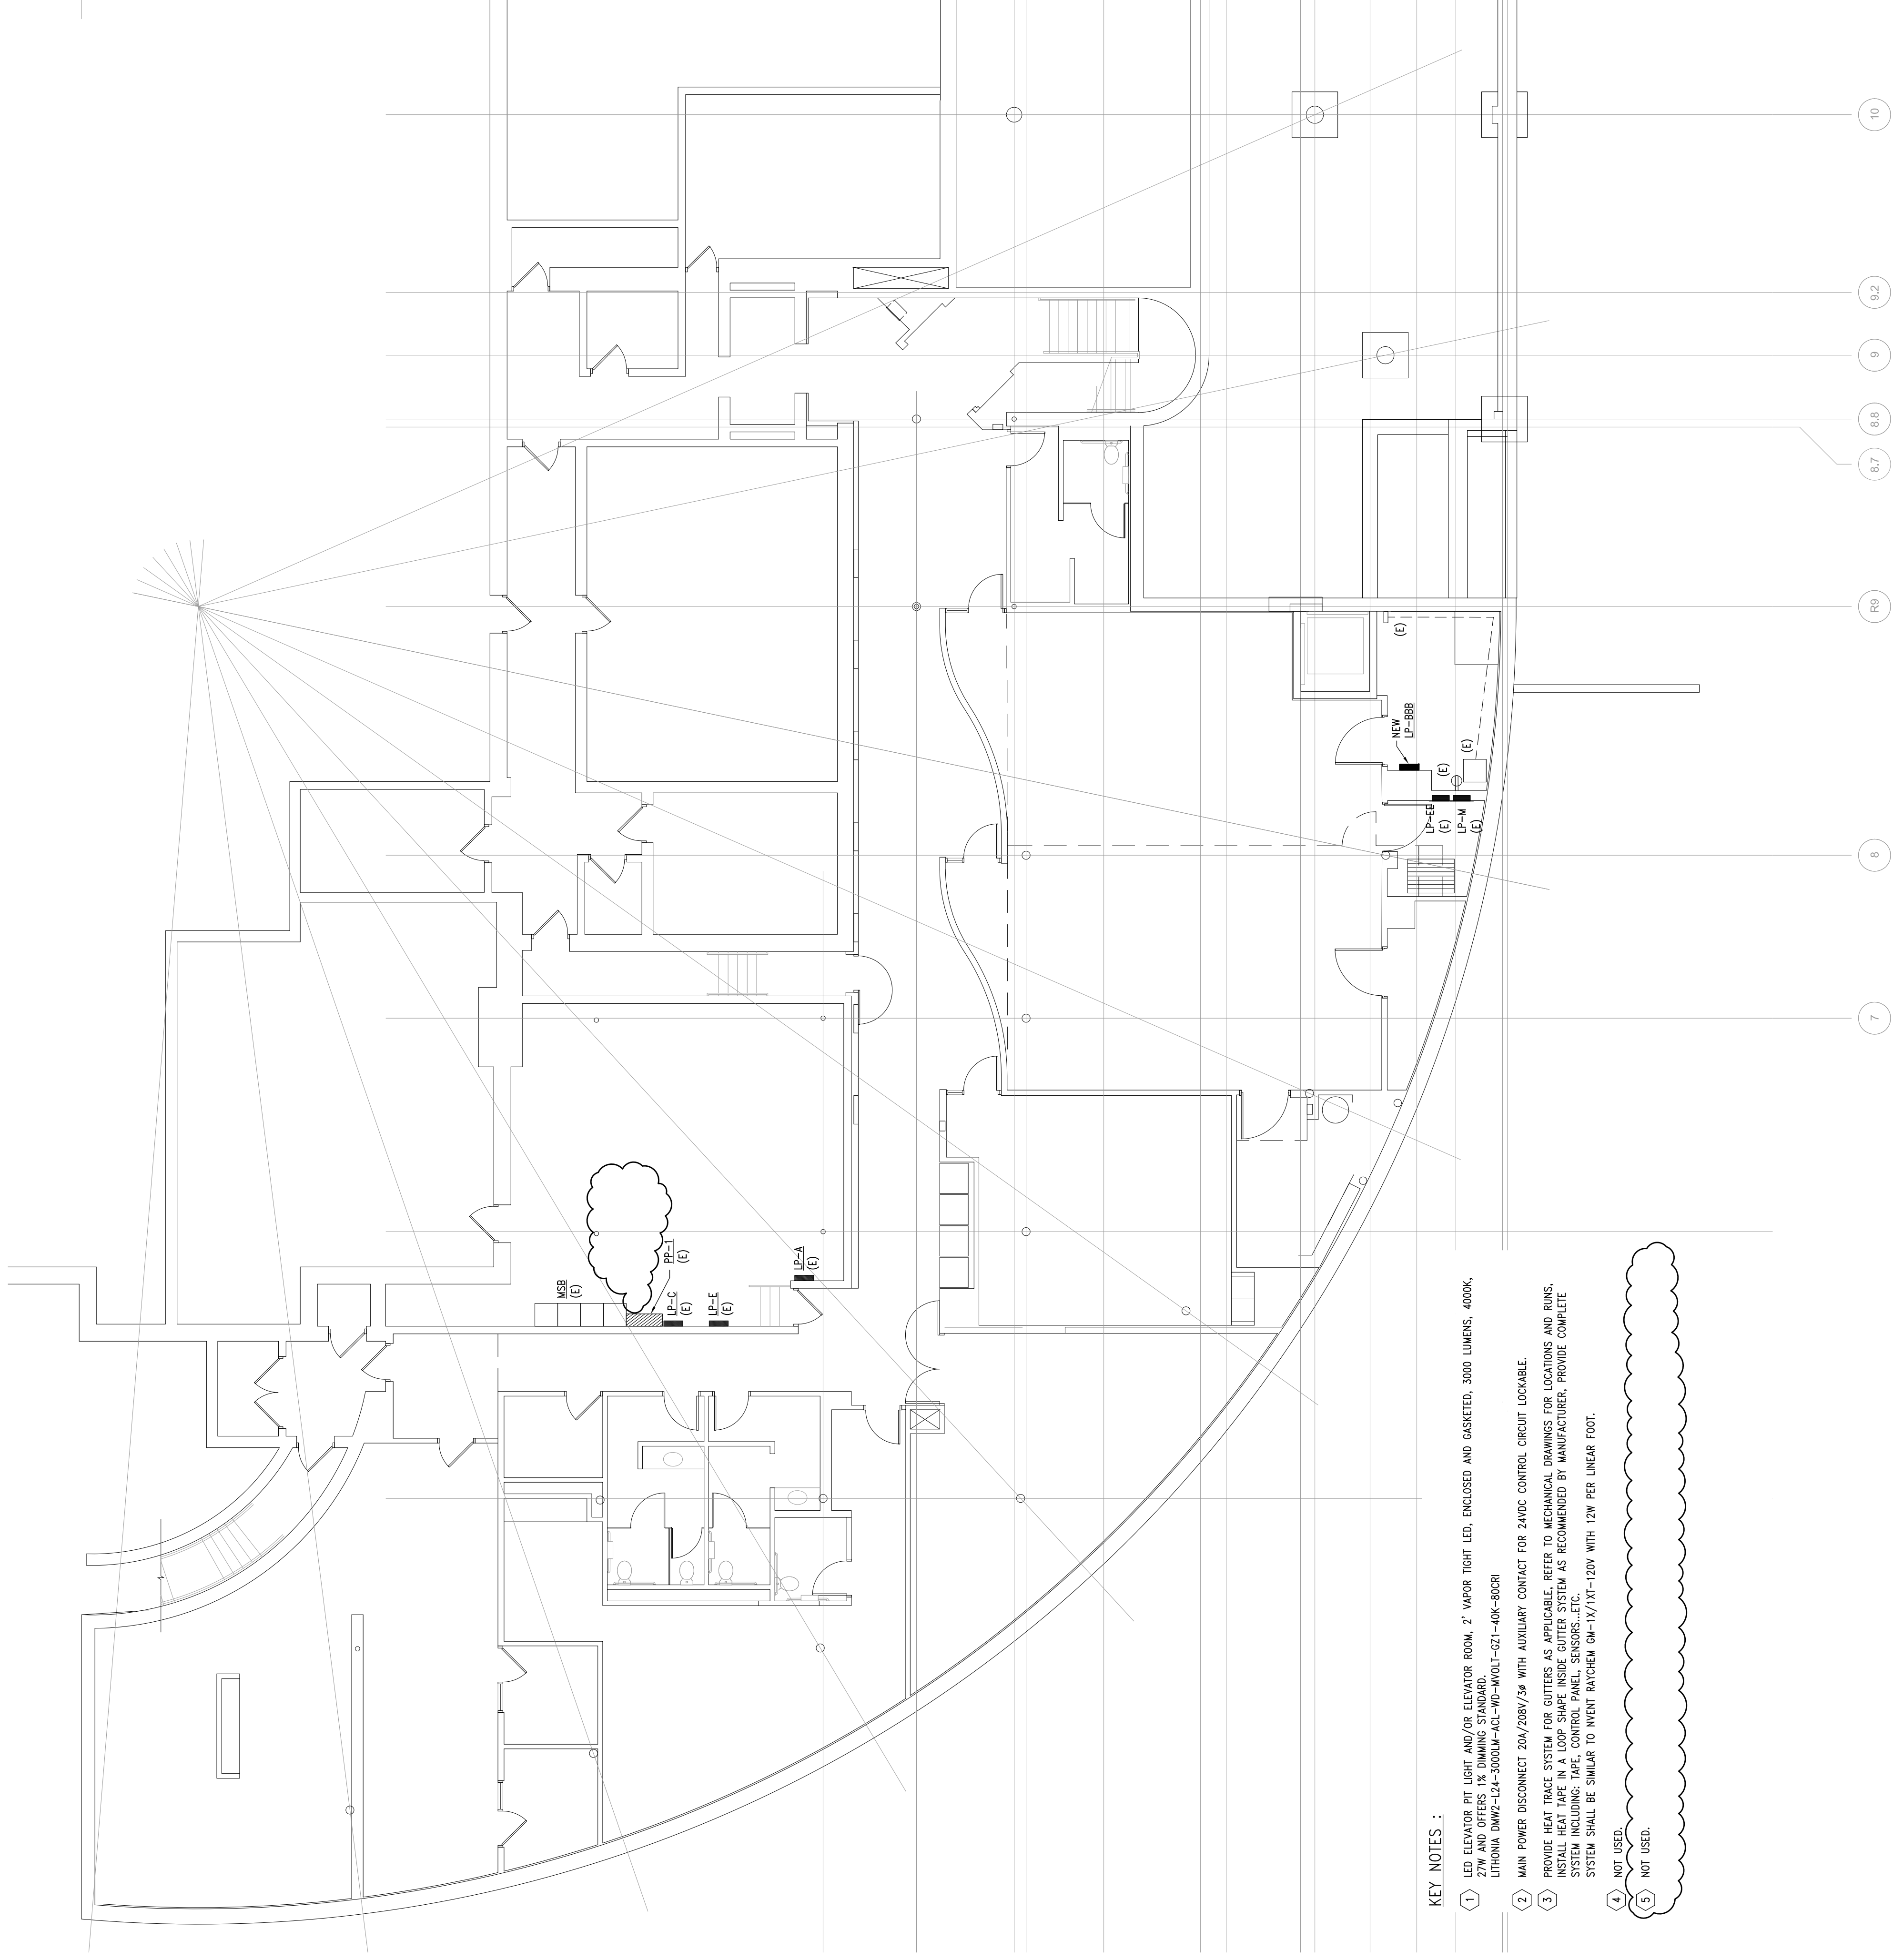 10
9.2
9
8.8
8.7
R9
8
7
(E)
NEW
LP-BBB
(E)
(E)
LP-EE
(E)
LP-M
(E)
MSB
(E)
PP-1
(E)
LP-C
(E)
LP-E
(E)
LP-A
(E)
KEY NOTES :
1 LED ELEVATOR PIT LIGHT AND/OR ELEVATOR ROOM, 2' VAPOR TIGHT LED, ENCLOSED AND GASKETED, 3000 LUMENS, 4000K,
27W AND OFFERS 1% DIMMING STANDARD.
LITHONIA DMW2-L24-3000LM-ACL-WD-MVOLT-GZ1-40K-80CRI
2 MAIN POWER DISCONNECT 20A/208V/3ø WITH AUXILIARY CONTACT FOR 24VDC CONTROL CIRCUIT LOCKABLE.
3 PROVIDE HEAT TRACE SYSTEM FOR GUTTERS AS APPLICABLE, REFER TO MECHANICAL DRAWINGS FOR LOCATIONS AND RUNS,
INSTALL HEAT TAPE IN A LOOP SHAPE INSIDE GUTTER SYSTEM AS RECOMMENDED BY MANUFACTURER, PROVIDE COMPLETE
SYSTEM INCLUDING: TAPE, CONTROL PANEL, SENSORS...ETC.
SYSTEM SHALL BE SIMILAR TO NVENT RAYCHEM GM-1X/1XT-120V WITH 12W PER LINEAR FOOT.
4 NOT USED.
5 NOT USED.